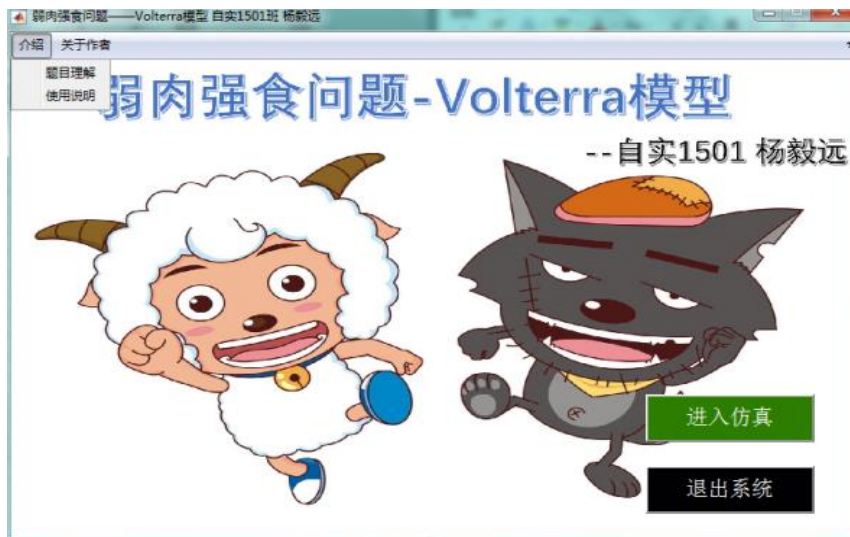 弱肉强食问题——Volterra模型 自实1501班 杨毅远
介绍 关于作者
题目理解
使用说明
弱肉强食问题-Volterra模型
--自实1501 杨毅远
进入仿真
退出系统